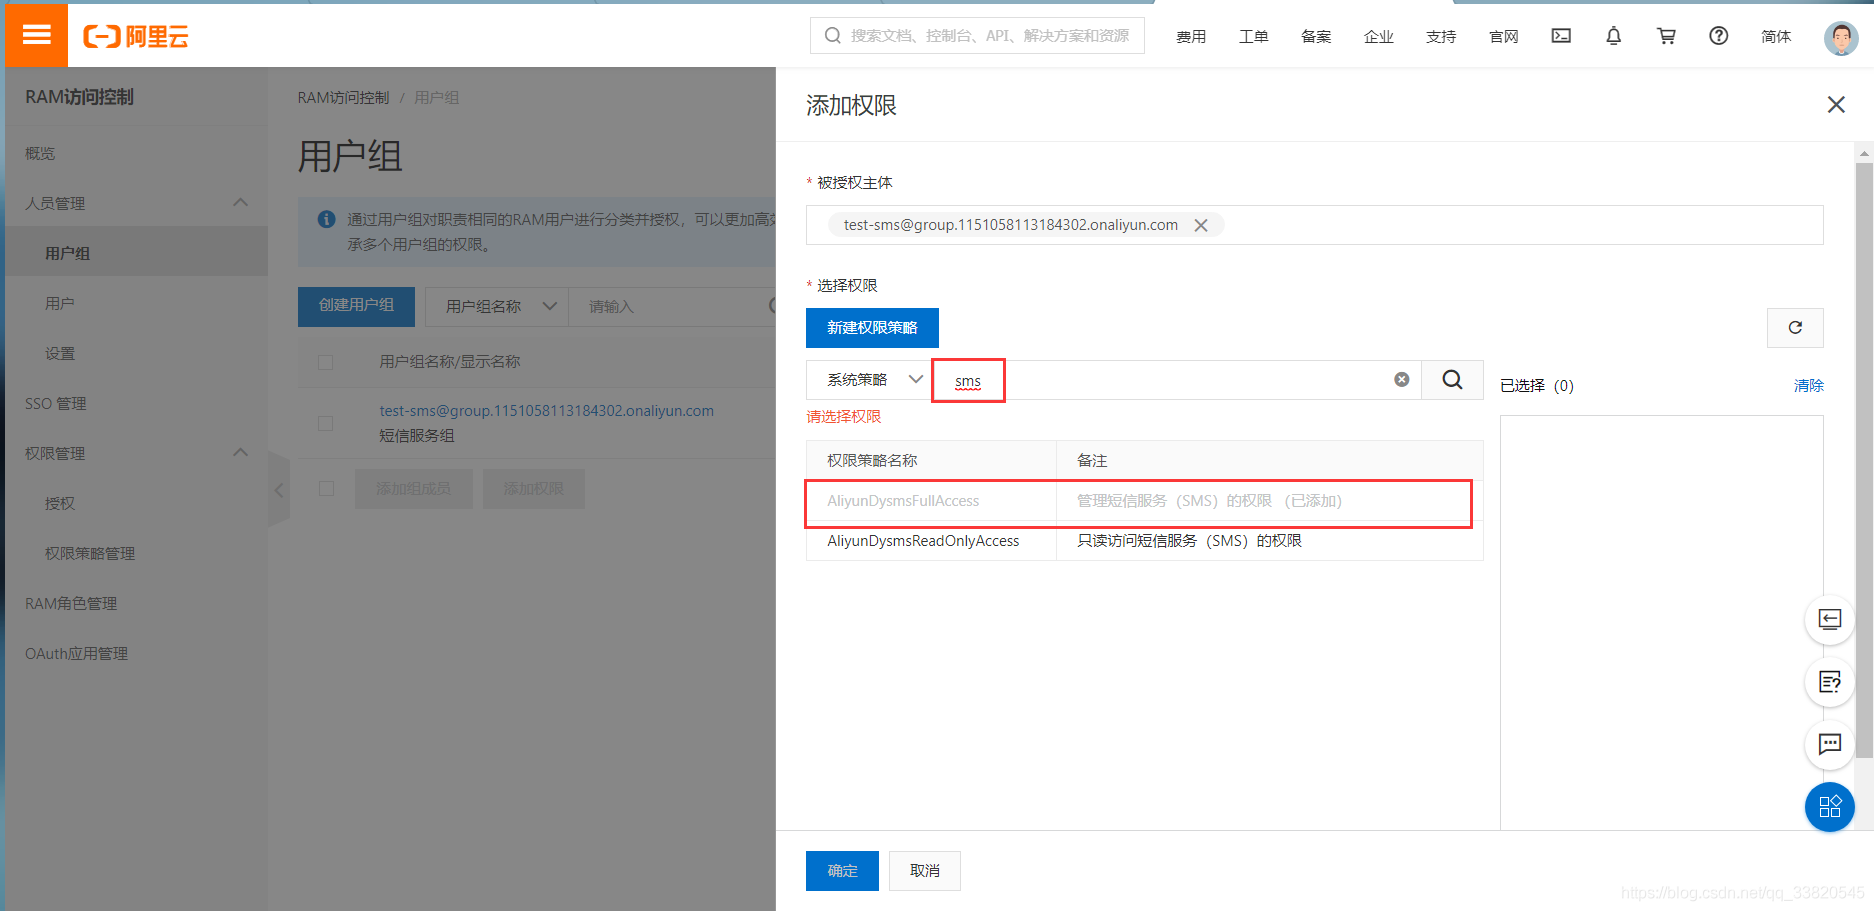 阿里云
搜索文档、控制台、API、解决方案和资源
费用
工单
备案
企业
支持
官网
简体
RAM访问控制
概览
人员管理
用户组
用户
设置
SSO 管理
权限管理
授权
权限策略管理
RAM角色管理
OAuth应用管理
RAM访问控制 / 用户组
用户组
通过用户组对职责相同的RAM用户进行分类并授权，可以更加高效
承多个用户组的权限。
创建用户组
用户组名称
请输入
用户组名称/显示名称
test-sms@group.1151058113184302.onaliyun.com
短信服务组
添加组成员
添加权限
添加权限
* 被授权主体
test-sms@group.1151058113184302.onaliyun.com
* 选择权限
新建权限策略
系统策略
sms
请选择权限
权限策略名称
备注
AliyunDysmsFullAccess
管理短信服务（SMS）的权限 （已添加）
AliyunDysmsReadOnlyAccess
只读访问短信服务（SMS）的权限
已选择（0）
清除
确定
取消
https://blog.csdn.net/qq_33820545